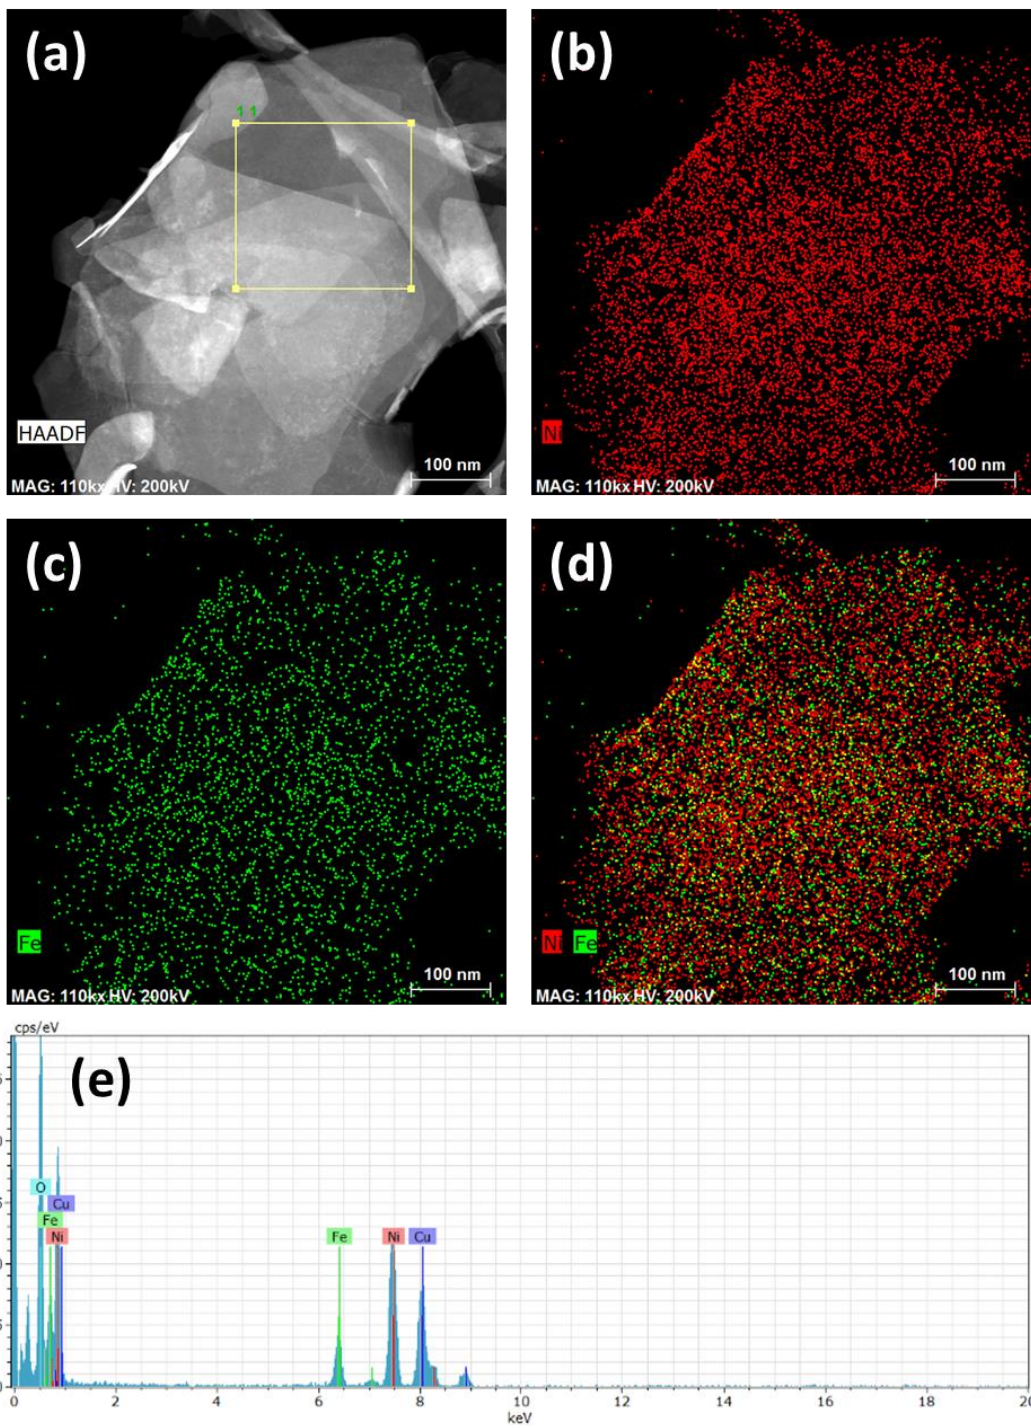 (a)
11
HAADF
MAG: 110kx HV: 200kV
100 nm
(b)
Ni
MAG: 110kx HV: 200kV
100 nm
(c)
Fe
MAG: 110kx HV: 200kV
100 nm
(d)
Ni Fe
MAG: 110kx HV: 200kV
100 nm
cps/eV
(e)
O
Cu
Fe
Ni
Fe
Ni
Cu
0 2 4 6 8 10 12 14 16 18
keV